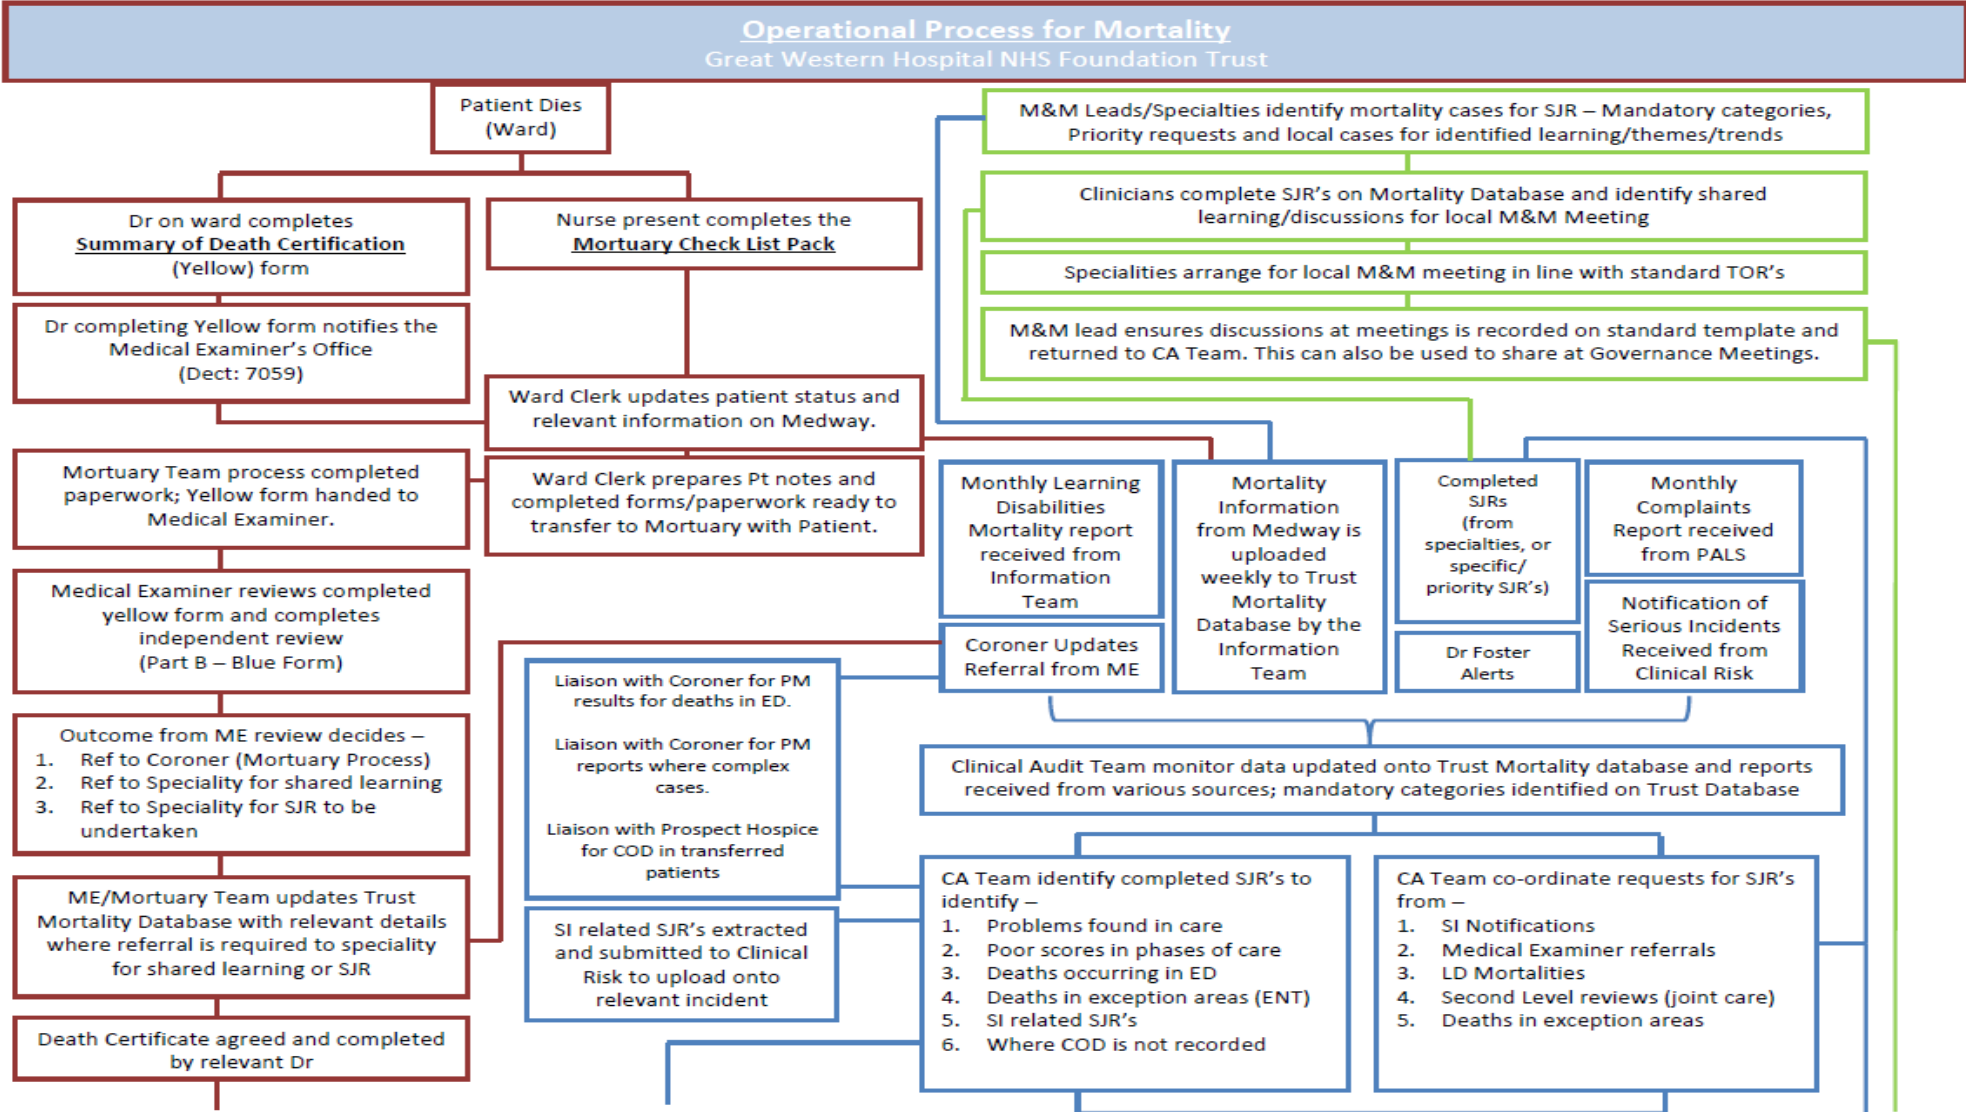 Operational Process for Mortality
Great Western Hospital NHS Foundation Trust
Patient Dies
(Ward)
Dr on ward completes
Summary of Death Certification
(Yellow) form
Nurse present completes the
Mortuary Check List Pack
Dr completing Yellow form notifies the
Medical Examiner's Office
(Dect: 7059)
Ward Clerk updates patient status and
relevant information on Medway.
Ward Clerk prepares Pt notes and
completed forms/paperwork ready to
transfer to Mortuary with Patient.
Mortuary Team process completed
paperwork; Yellow form handed to
Medical Examiner.
Medical Examiner reviews completed
yellow form and completes
independent review
(Part B – Blue Form)
Outcome from ME review decides –
1. Ref to Coroner (Mortuary Process)
2. Ref to Speciality for shared learning
3. Ref to Speciality for SJR to be
undertaken
ME/Mortuary Team updates Trust
Mortality Database with relevant details
where referral is required to speciality
for shared learning or SJR
Death Certificate agreed and completed
by relevant Dr
M&M Leads/Specialties identify mortality cases for SJR – Mandatory categories,
Priority requests and local cases for identified learning/themes/trends
Clinicians complete SJR's on Mortality Database and identify shared
learning/discussions for local M&M Meeting
Specialities arrange for local M&M meeting in line with standard TOR's
M&M lead ensures discussions at meetings is recorded on standard template and
returned to CA Team. This can also be used to share at Governance Meetings.
Monthly Learning
Disabilities
Mortality report
received from
Information
Team
Coroner Updates
Referral from ME
Mortality
Information
from Medway is
uploaded
weekly to Trust
Mortality
Database by the
Information
Team
Completed
SJRs
(from
specialties, or
specific/
priority SJR's)
Dr Foster
Alerts
Monthly
Complaints
Report received
from PALS
Notification of
Serious Incidents
Received from
Clinical Risk
Liaison with Coroner for PM
results for deaths in ED.
Liaison with Coroner for PM
reports where complex
cases.
Liaison with Prospect Hospice
for COD in transferred
patients
SI related SJR's extracted
and submitted to Clinical
Risk to upload onto
relevant incident
Clinical Audit Team monitor data updated onto Trust Mortality database and reports
received from various sources; mandatory categories identified on Trust Database
CA Team identify completed SJR's to
identify –
1. Problems found in care
2. Poor scores in phases of care
3. Deaths occurring in ED
4. Deaths in exception areas (ENT)
5. SI related SJR's
6. Where COD is not recorded
CA Team co-ordinate requests for SJR's
from –
1. SI Notifications
2. Medical Examiner referrals
3. LD Mortalities
4. Second Level reviews (joint care)
5. Deaths in exception areas